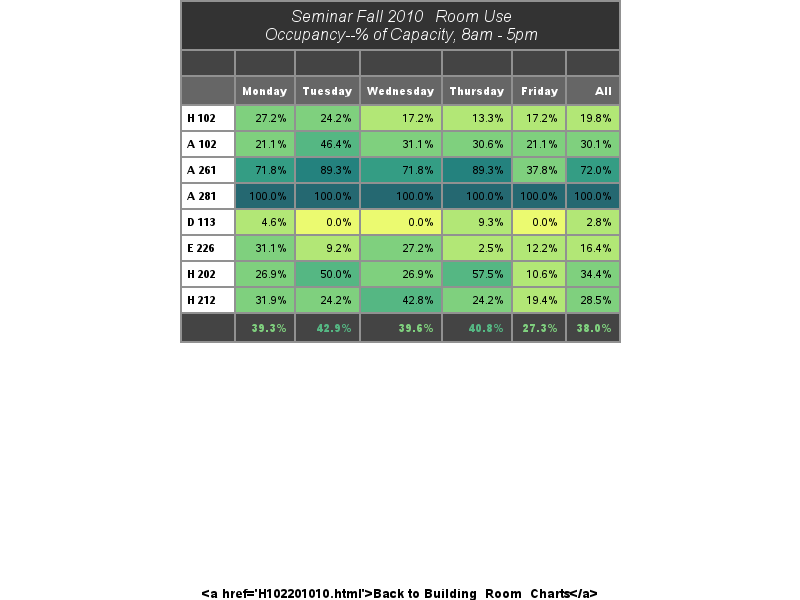 Seminar Fall 2010 Room Use
Occupancy--% of Capacity, 8am - 5pm
Monday Tuesday Wednesday Thursday Friday All
H 102 27.2% 24.2% 17.2% 13.3% 17.2% 19.8%
A 102 21.1% 46.4% 31.1% 30.6% 21.1% 30.1%
A 261 71.8% 89.3% 71.8% 89.3% 37.8% 72.0%
A 281 100.0% 100.0% 100.0% 100.0% 100.0% 100.0%
D 113 4.6% 0.0% 0.0% 9.3% 0.0% 2.8%
E 226 31.1% 9.2% 27.2% 2.5% 12.2% 16.4%
H 202 26.9% 50.0% 26.9% 57.5% 10.6% 34.4%
H 212 31.9% 24.2% 42.8% 24.2% 19.4% 28.5%
39.3% 42.9% 39.6% 40.8% 27.3% 38.0%
<a href='H102201010.html'>Back to Building_Room_Charts</a>